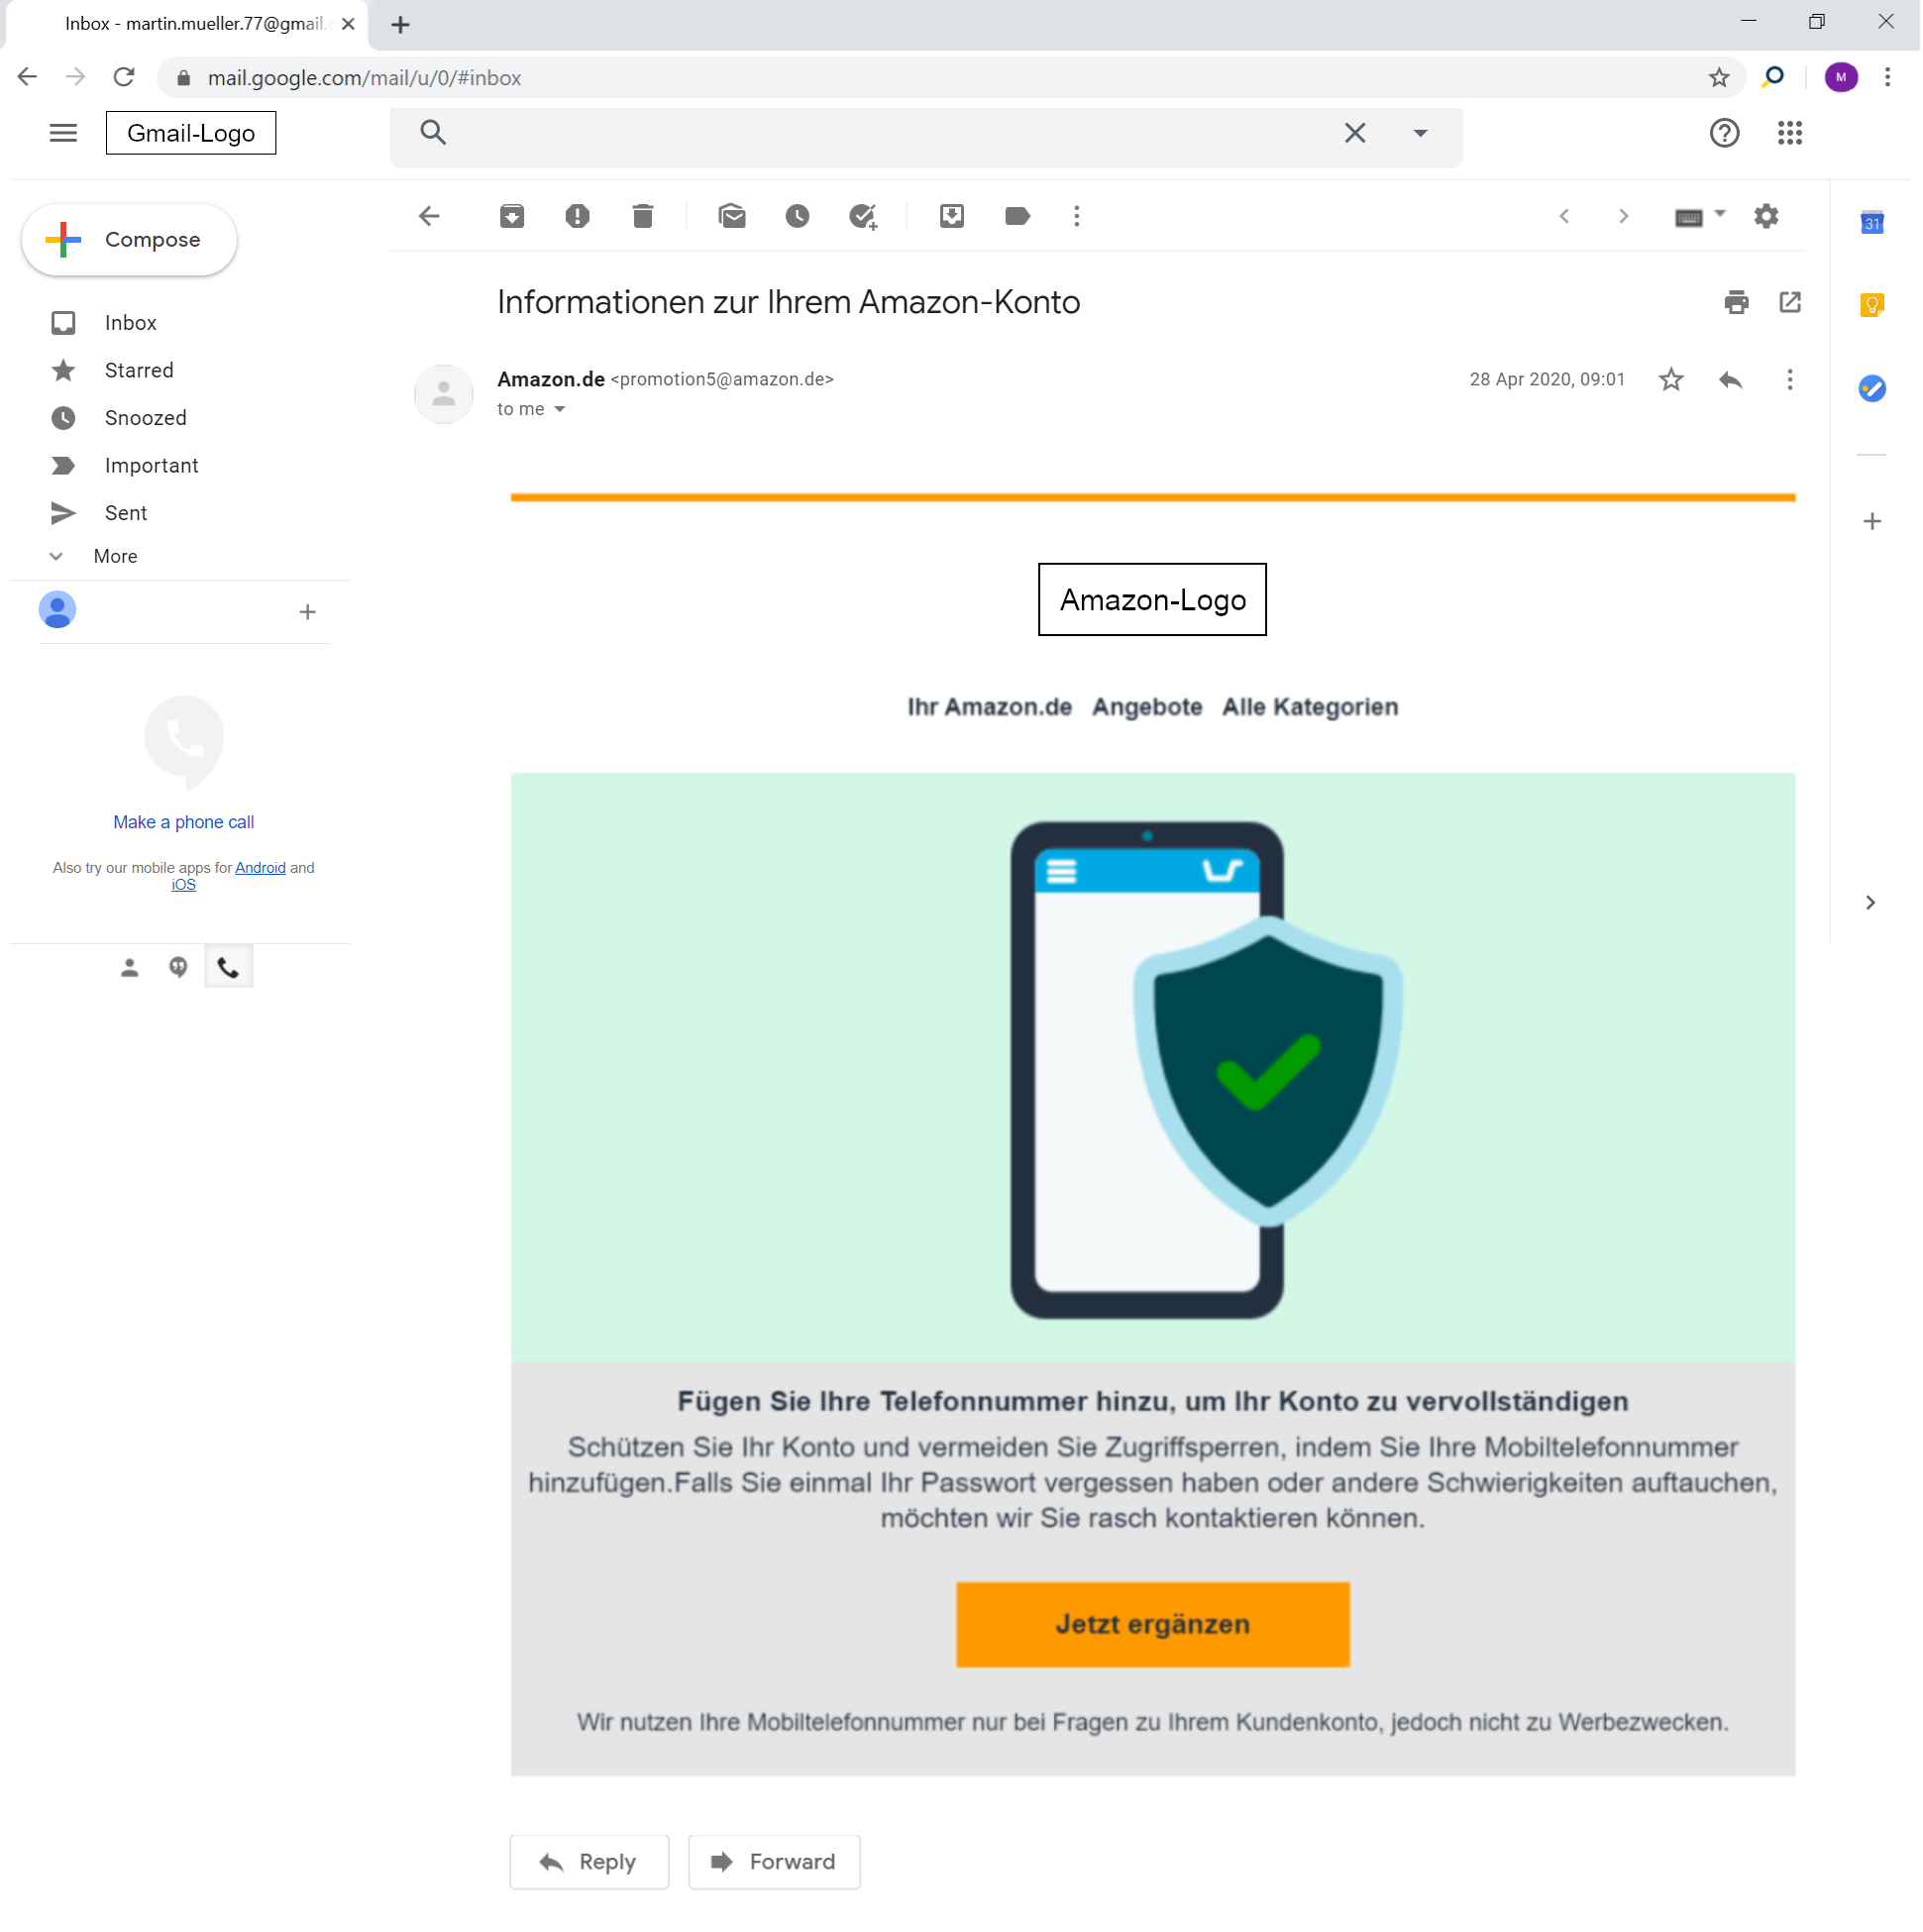 Inbox - martin.mueller.77@gmail.c
mail.google.com/mail/u/0/#inbox
M
Gmail-Logo
Compose
31
Inbox
Starred
Snoozed
Important
Sent
More
Make a phone call
Also try our mobile apps for Android and
iOS
Informationen zur Ihrem Amazon-Konto
Amazon.de <promotion5@amazon.de>
28 Apr 2020, 09:01
to me
Amazon-Logo
Ihr Amazon.de Angebote Alle Kategorien
Fügen Sie Ihre Telefonnummer hinzu, um Ihr Konto zu vervollständigen
Schützen Sie Ihr Konto und vermeiden Sie Zugriffsperren, indem Sie Ihre Mobiltelefonnummer
hinzufügen.Falls Sie einmal Ihr Passwort vergessen haben oder andere Schwierigkeiten auftauchen,
möchten wir Sie rasch kontaktieren können.
Jetzt ergänzen
Wir nutzen Ihre Mobiltelefonnummer nur bei Fragen zu Ihrem Kundenkonto, jedoch nicht zu Werbezwecken.
Reply
Forward